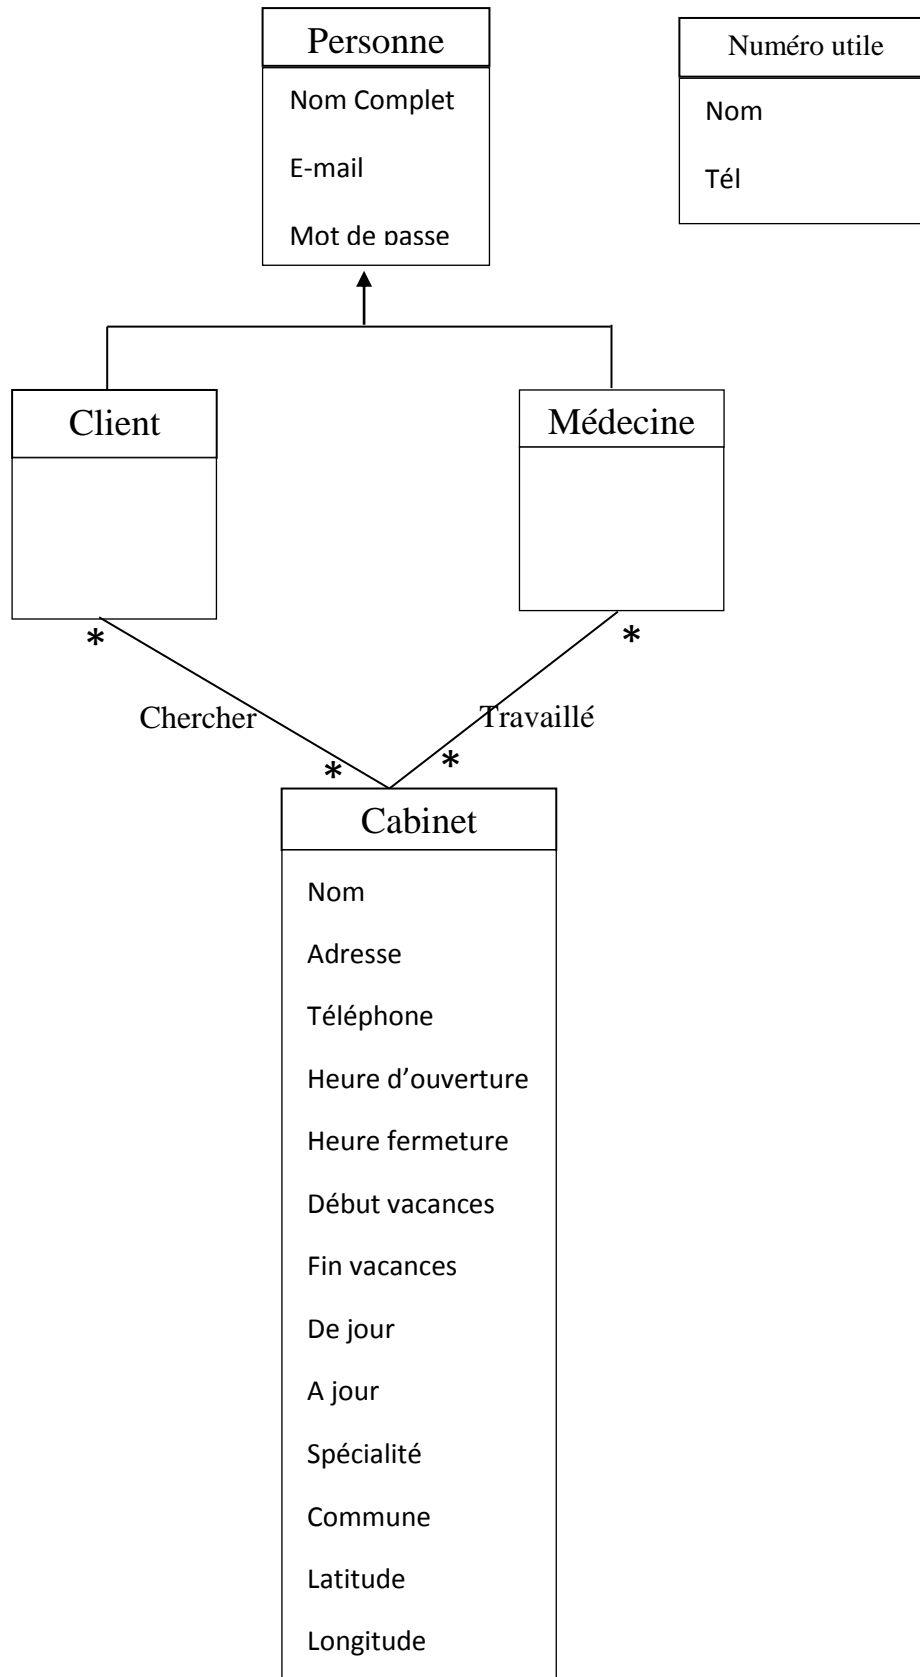 Personne
Nom Complet
E-mail
Mot de passe
Numéro utile
Nom
Tél
Client
Médecine
*
*
Chercher
Travaillé
*
*
Cabinet
Nom
Adresse
Téléphone
Heure d’ouverture
Heure fermeture
Début vacances
Fin vacances
De jour
A jour
Spécialité
Commune
Latitude
Longitude